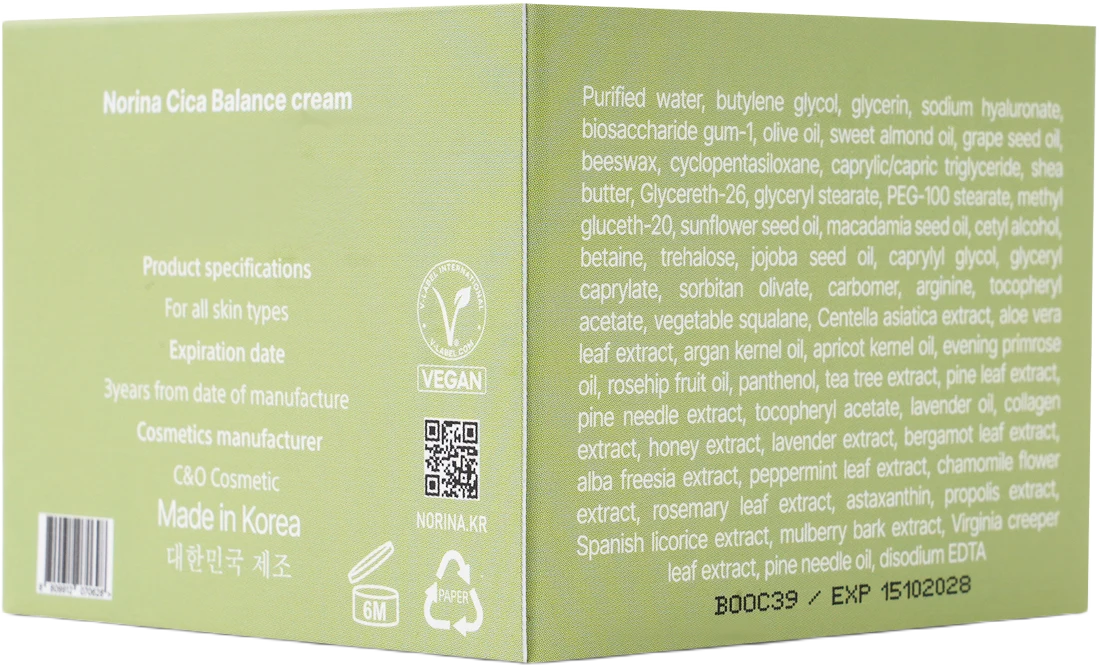 Norina Cica Balance cream
Product specifications
For all skin types
Expiration date
3years from date of manufacture
Cosmetics manufacturer
C&O Cosmetic
Made in Korea
대한민국 제조
V-LABEL INTERNATIONAL
V-LABEL.COM
VEGAN
NORINA.KR
6M
PAPER
Purified water, butylene glycol, glycerin, sodium hyaluronate,
biosaccharide gum-1, olive oil, sweet almond oil, grape seed oil,
beeswax, cyclopentasiloxane, caprylic/capric triglyceride, shea
butter, Glycereth-26, glyceryl stearate, PEG-100 stearate, methyl
gluceth-20, sunflower seed oil, macadamia seed oil, cetyl alcohol,
betaine, trehalose, jojoba seed oil, caprylyl glycol, glyceryl
caprylate, sorbitan olivate, carbomer, arginine, tocopheryl
acetate, vegetable squalane, Centella asiatica extract, aloe vera
leaf extract, argan kernel oil, apricot kernel oil, evening primrose
oil, rosehip fruit oil, panthenol, tea tree extract, pine leaf extract,
pine needle extract, tocopheryl acetate, lavender oil, collagen
extract, honey extract, lavender extract, bergamot leaf extract,
alba freesia extract, peppermint leaf extract, chamomile flower
extract, rosemary leaf extract, astaxanthin, propolis extract,
Spanish licorice extract, mulberry bark extract, Virginia creeper
leaf extract, pine needle oil, disodium EDTA
B00C39 / EXP 15102028